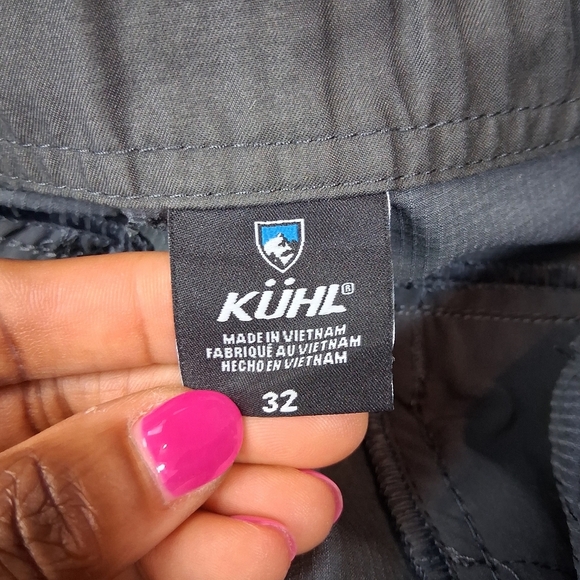 KÜHL®
MADE IN VIETNAM
FABRIQUÉ AU VIETNAM
HECHO EN VIETNAM
32